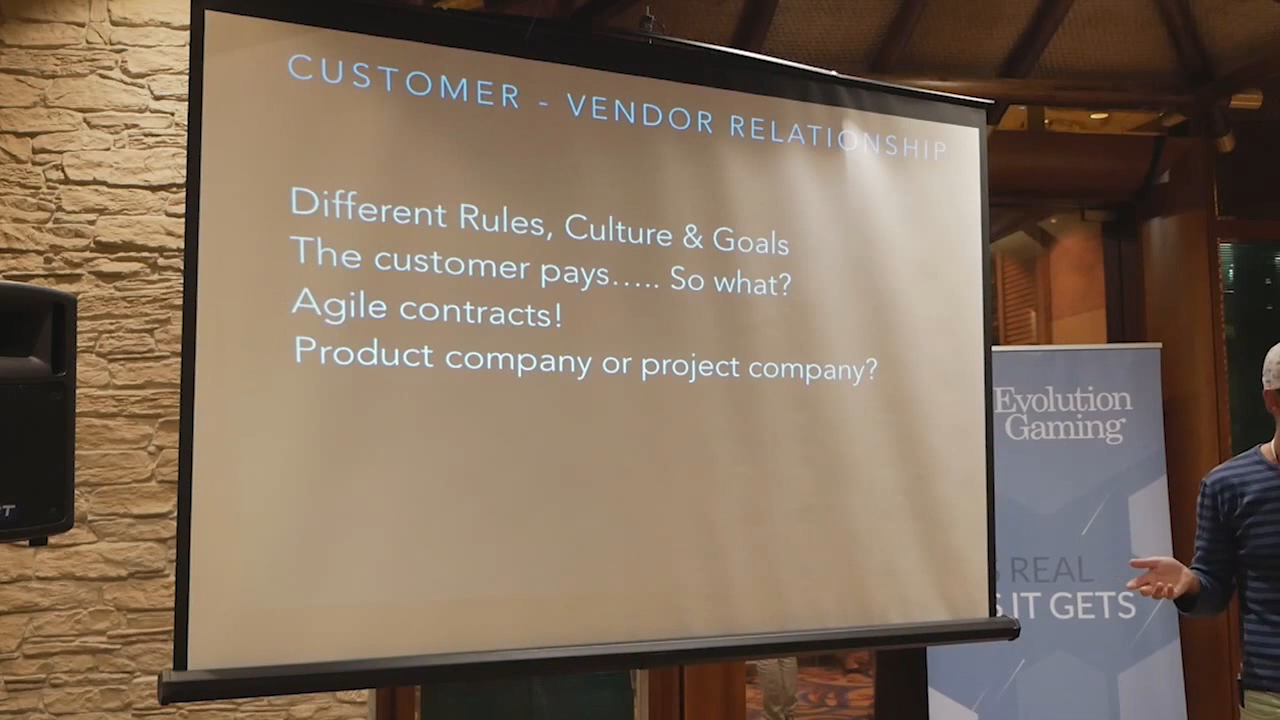 CUSTOMER - VENDOR RELATIONSHIP
Different Rules, Culture & Goals
The customer pays..... So what?
Agile contracts!
Product company or project company?
Evolution
Gaming
REAL
IT GETS